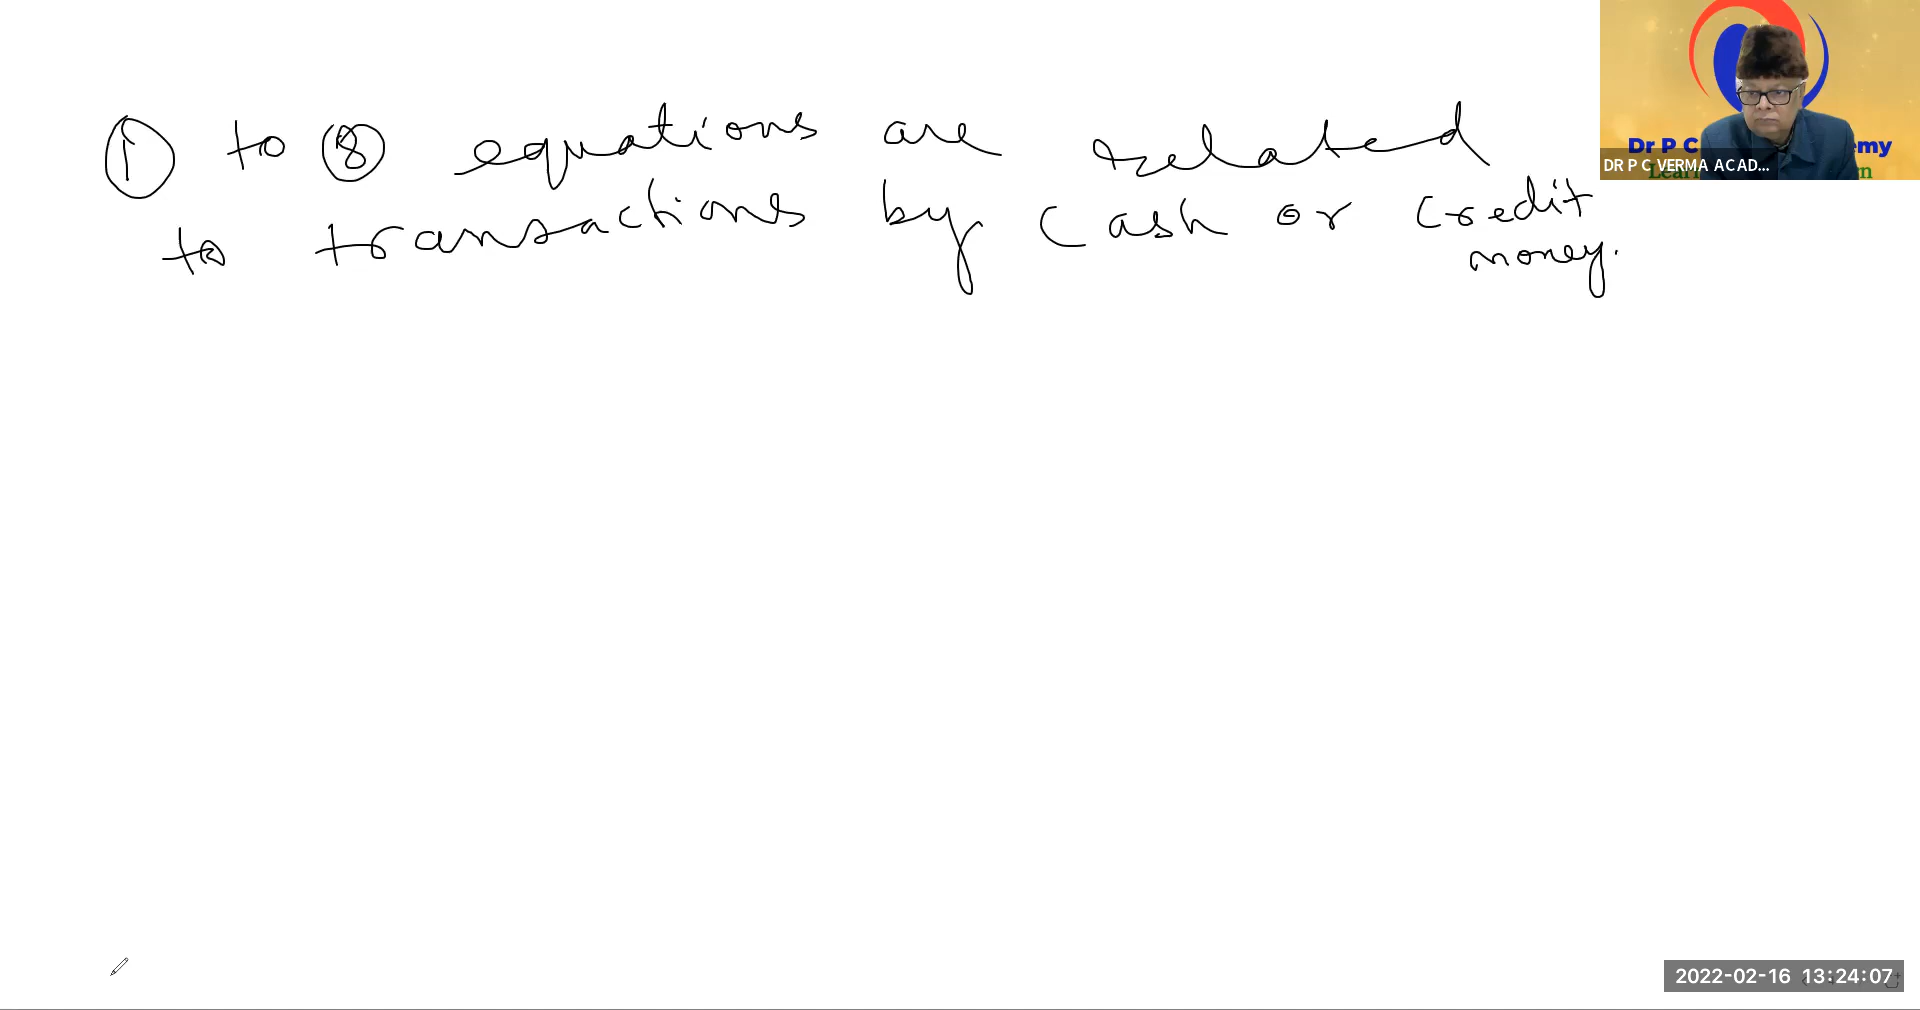 ① to ⑧ equations are related
to transactions by cash or credit
money.
Dr P C emy
DR P C VERMA ACAD...
2022-02-16 13:24:07